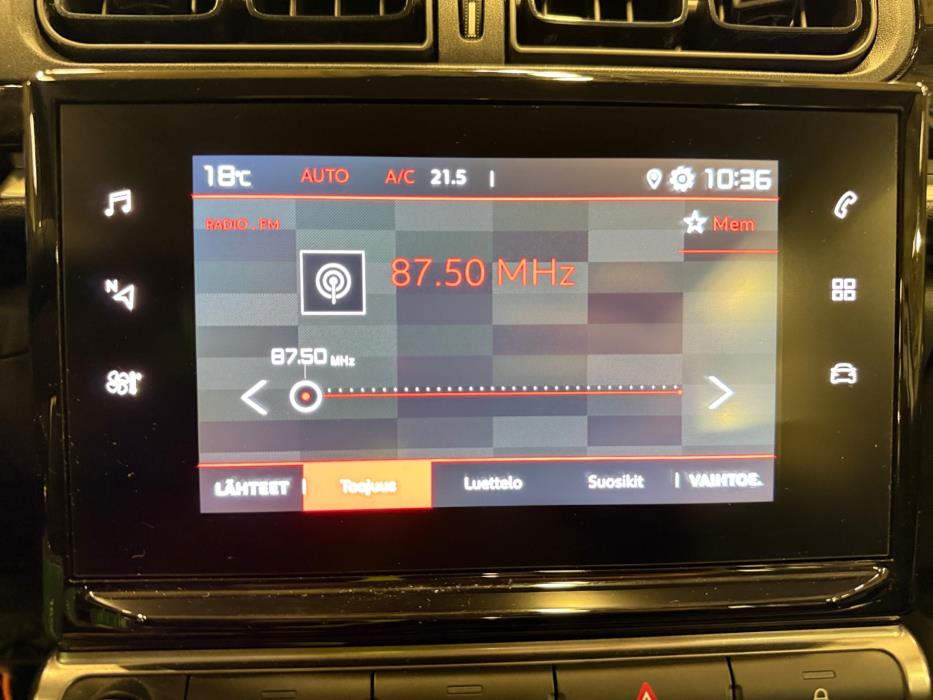 18°C AUTO A/C 21.5 10:36
RADIO . FM
Mem
87.50 MHz
87.50 MHz
N
LÄHTEET Taajuus Luettelo Suosikit VAIHTOE.